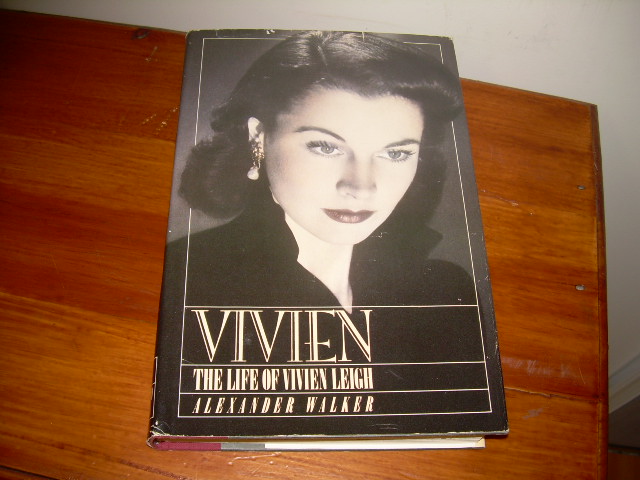 VIVIEN
THE LIFE OF VIVIEN LEIGH
ALEXANDER WALKER